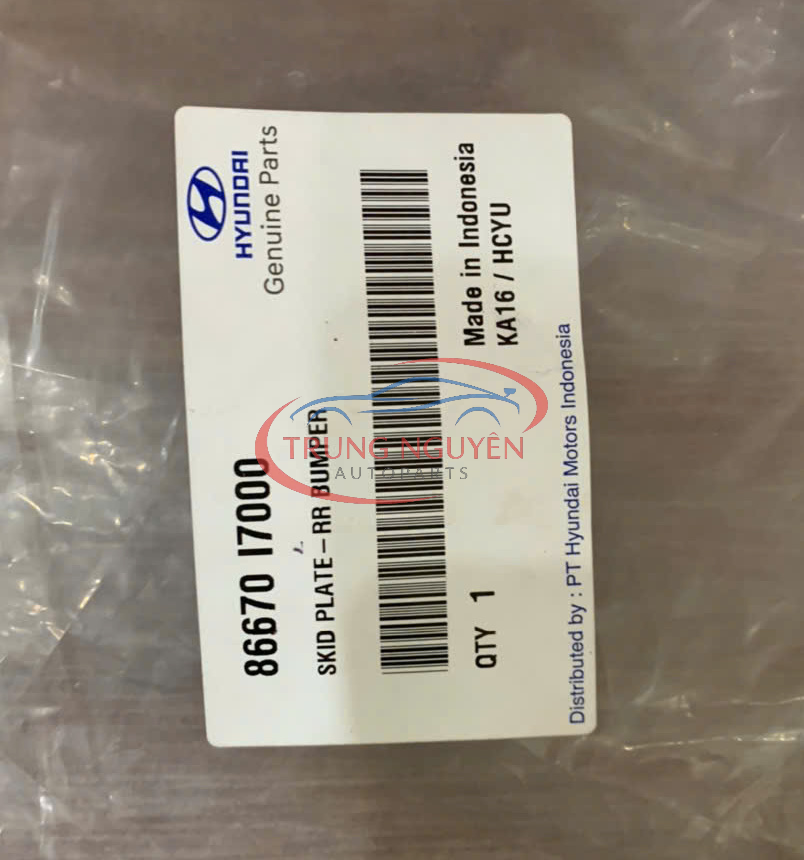 HYUNDAI
Genuine Parts
86670 I7000
SKID PLATE-RR BUMPER
QTY 1
Made in Indonesia
KA16 / HCYU
Distributed by : PT Hyundai Motors Indonesia
TRUNG NGUYÊN
AUTOPARTS